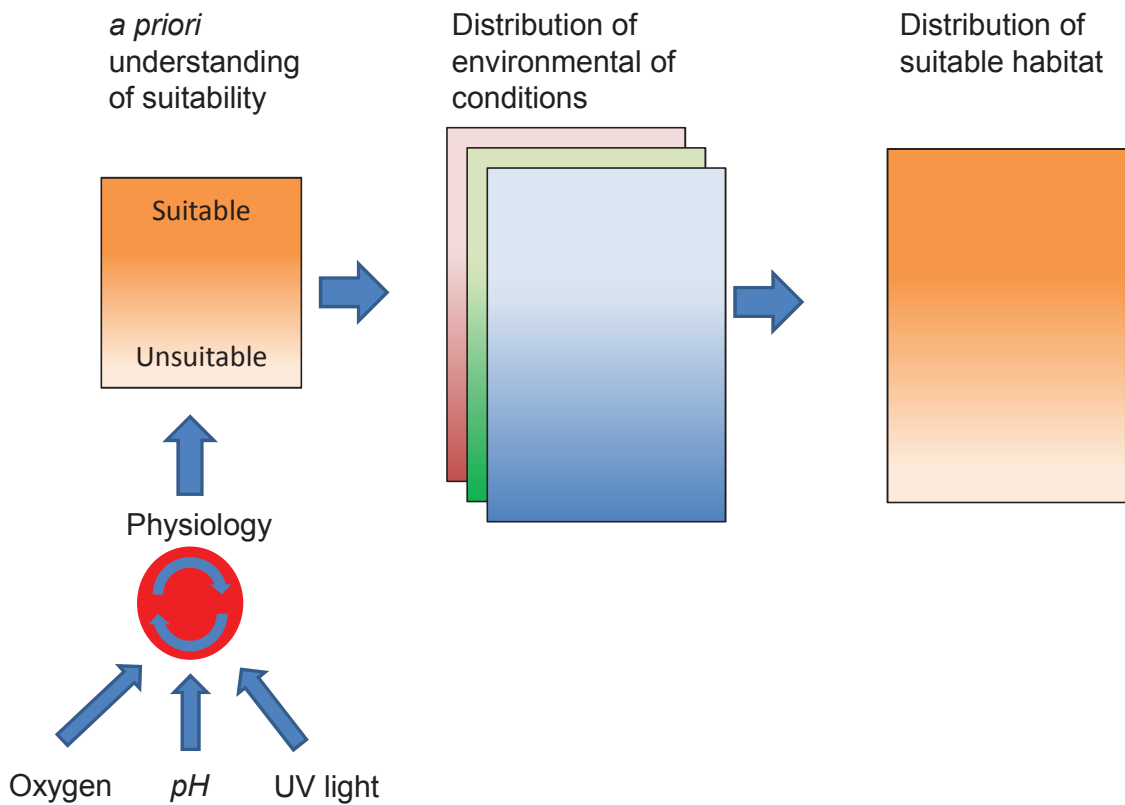 a priori
understanding
of suitability
Distribution of
environmental of
conditions
Distribution of
suitable habitat
Suitable
Unsuitable
Physiology
Oxygen
pH
UV light